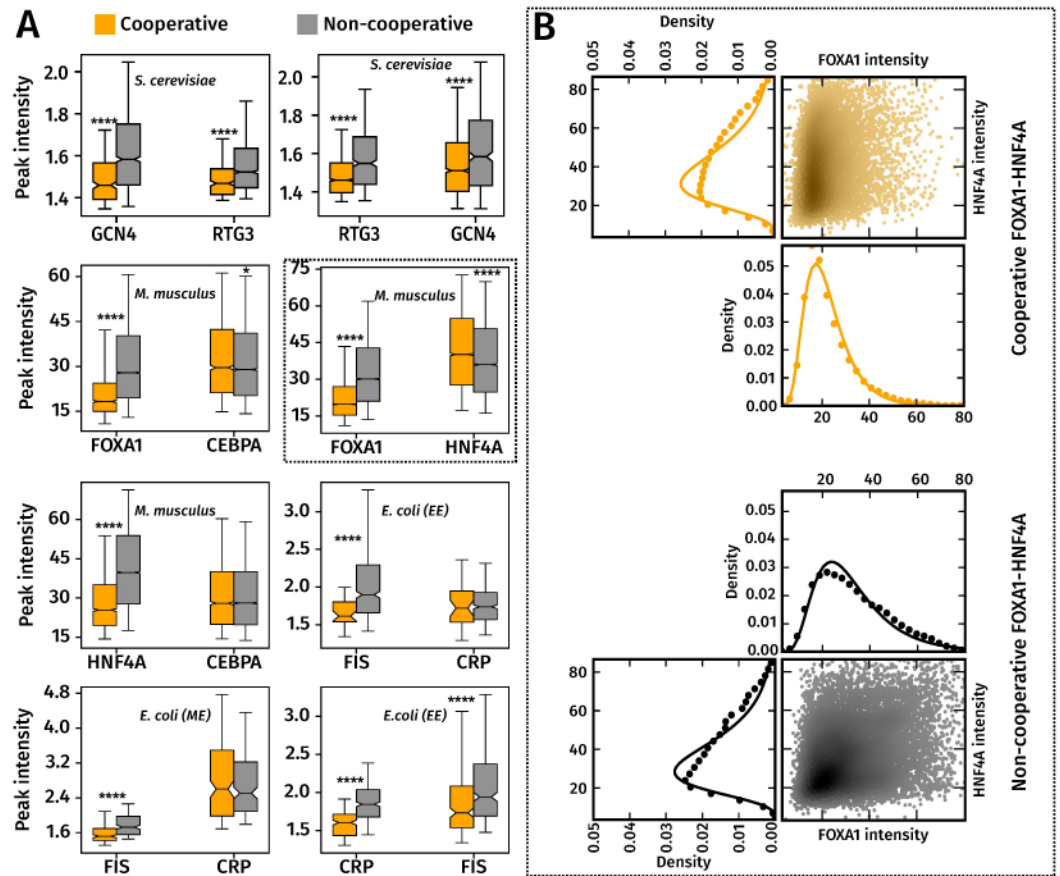 A
Cooperative
Non-cooperative
Peak intensity
2.0
1.8
1.6
1.4
S. cerevisiae
****
****
GCN4
RTG3
2.0
1.8
1.6
1.4
S. cerevisiae
****
****
RTG3
GCN4
Peak intensity
60
45
30
15
M. musculus
****
*
FOXA1
CEBPA
75
60
45
30
15
M. musculus
****
****
FOXA1
HNF4A
Peak intensity
60
45
30
15
M. musculus
****
HNF4A
CEBPA
3.0
2.5
2.0
1.5
E. coli (EE)
****
FIS
CRP
Peak intensity
4.8
4.0
3.2
2.4
1.6
E. coli (ME)
****
FIS
CRP
3.0
2.5
2.0
1.5
E.coli (EE)
****
****
CRP
FIS
B
Density
0.05
0.04
0.03
0.02
0.01
0.00
80
60
40
20
FOXA1 intensity
HNF4A intensity
Density
0.05
0.04
0.03
0.02
0.01
0.00
20
40
60
80
Cooperative FOXA1-HNF4A
20
40
60
80
Density
0.05
0.04
0.03
0.02
0.01
0.00
80
60
40
20
0.05
0.04
0.03
0.02
0.01
0.00
Density
HNF4A intensity
FOXA1 intensity
Non-cooperative FOXA1-HNF4A